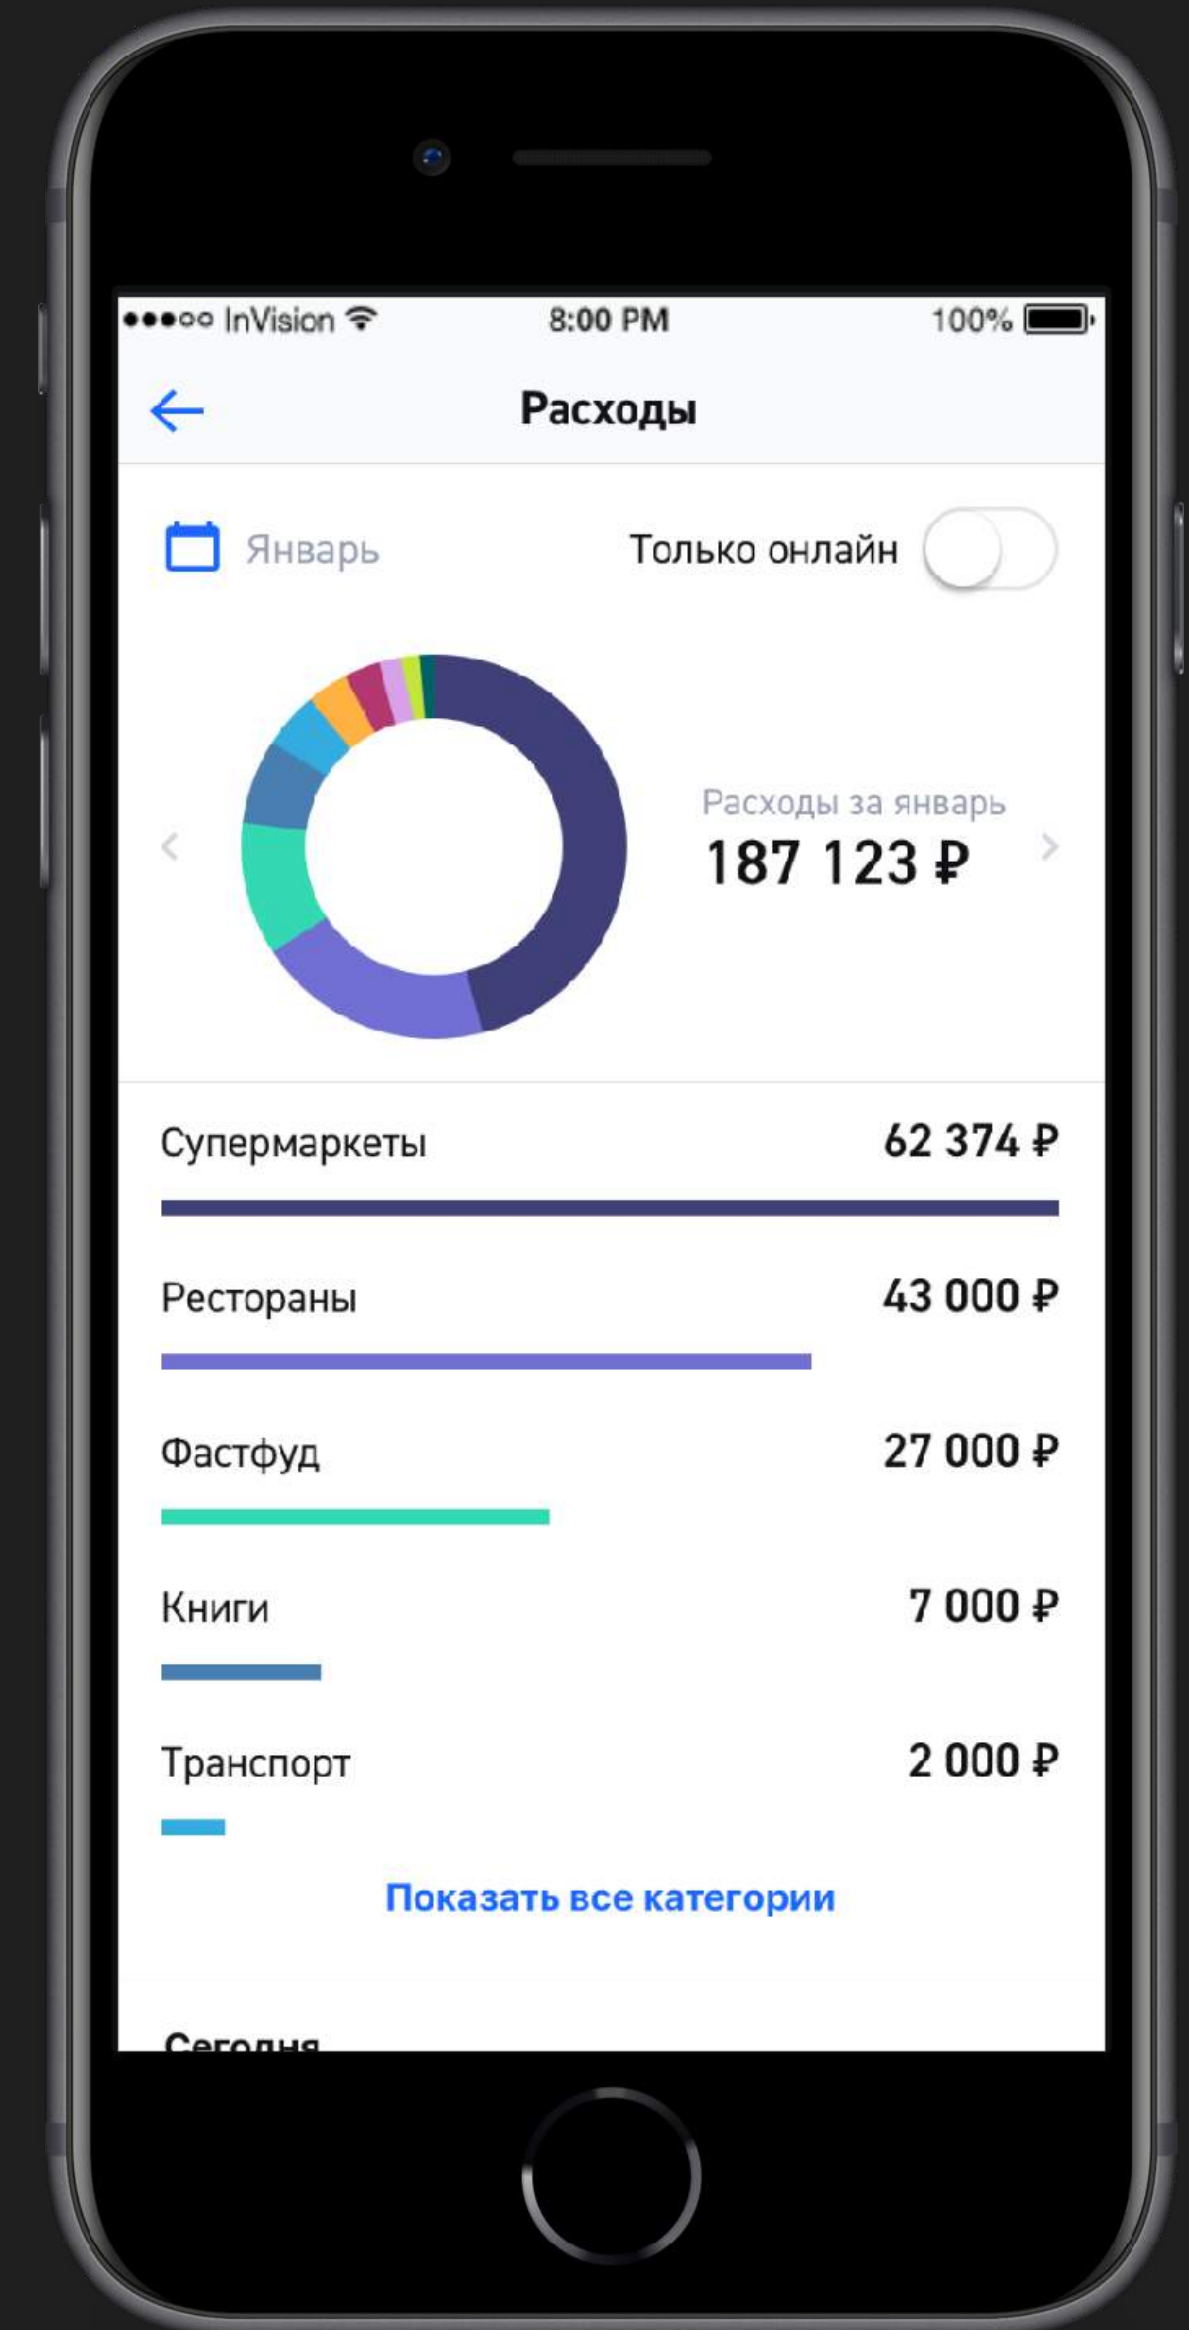 InVision 8:00 PM 100%
Расходы
Январь Только онлайн
Расходы за январь
187 123 ₽
Супермаркеты 62 374 ₽
Рестораны 43 000 ₽
Фастфуд 27 000 ₽
Книги 7 000 ₽
Транспорт 2 000 ₽
Показать все категории
Сегодня